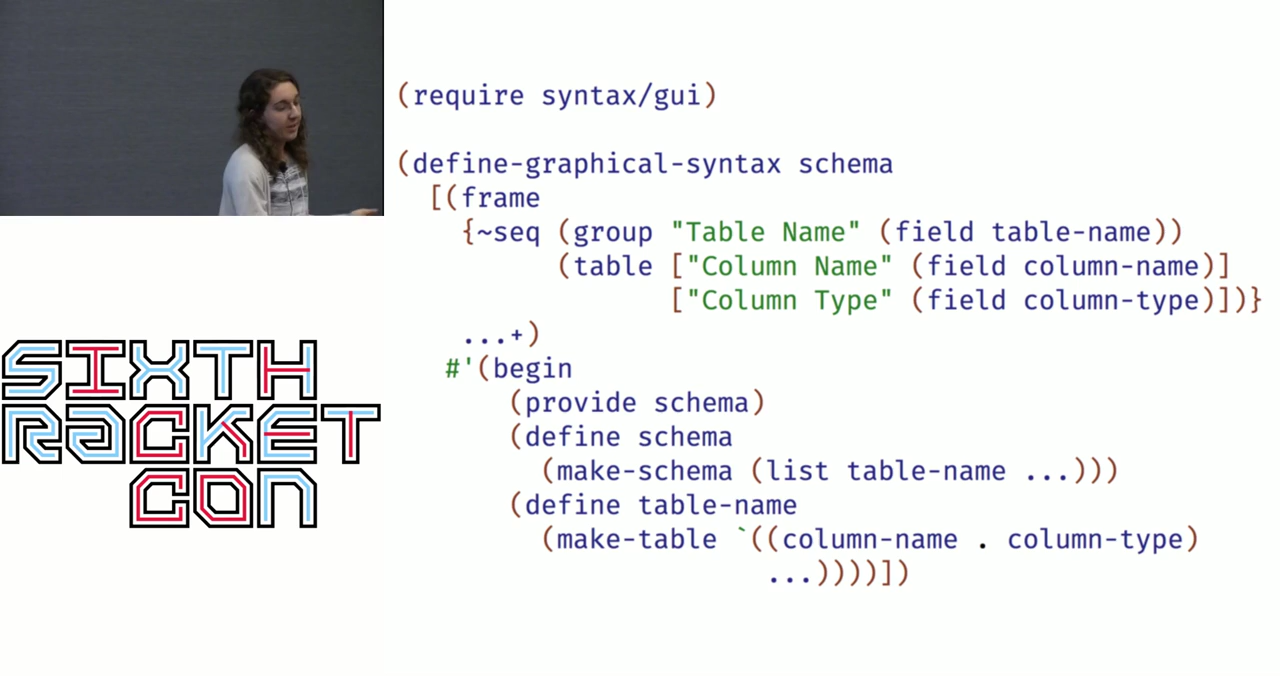 (require syntax/gui)
(define-graphical-syntax schema
[(frame
{~seq (group "Table Name" (field table-name))
(table ["Column Name" (field column-name)]
["Column Type" (field column-type)])}
...+)
#'(begin
(provide schema)
(define schema
(make-schema (list table-name ...)))
(define table-name
(make-table `((column-name . column-type)
...))))])
SIXTH
RACKET
CON